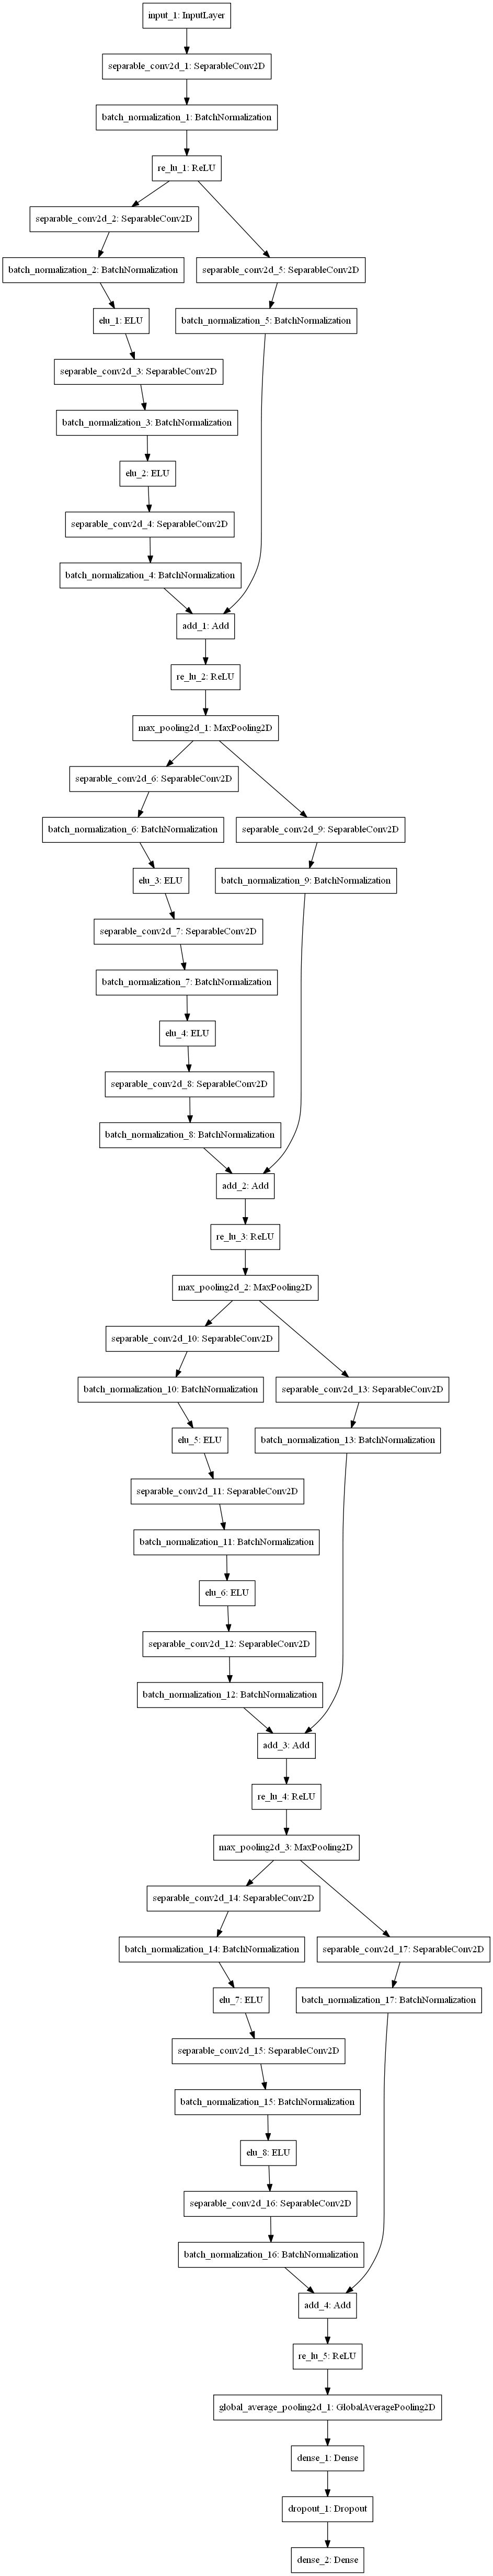 input_1: InputLayer
separable_conv2d_1: SeparableConv2D
batch_normalization_1: BatchNormalization
re_lu_1: ReLU
separable_conv2d_2: SeparableConv2D
batch_normalization_2: BatchNormalization
separable_conv2d_5: SeparableConv2D
elu_1: ELU
batch_normalization_5: BatchNormalization
separable_conv2d_3: SeparableConv2D
batch_normalization_3: BatchNormalization
elu_2: ELU
separable_conv2d_4: SeparableConv2D
batch_normalization_4: BatchNormalization
add_1: Add
re_lu_2: ReLU
max_pooling2d_1: MaxPooling2D
separable_conv2d_6: SeparableConv2D
batch_normalization_6: BatchNormalization
separable_conv2d_9: SeparableConv2D
elu_3: ELU
batch_normalization_9: BatchNormalization
separable_conv2d_7: SeparableConv2D
batch_normalization_7: BatchNormalization
elu_4: ELU
separable_conv2d_8: SeparableConv2D
batch_normalization_8: BatchNormalization
add_2: Add
re_lu_3: ReLU
max_pooling2d_2: MaxPooling2D
separable_conv2d_10: SeparableConv2D
batch_normalization_10: BatchNormalization
separable_conv2d_13: SeparableConv2D
elu_5: ELU
batch_normalization_13: BatchNormalization
separable_conv2d_11: SeparableConv2D
batch_normalization_11: BatchNormalization
elu_6: ELU
separable_conv2d_12: SeparableConv2D
batch_normalization_12: BatchNormalization
add_3: Add
re_lu_4: ReLU
max_pooling2d_3: MaxPooling2D
separable_conv2d_14: SeparableConv2D
batch_normalization_14: BatchNormalization
separable_conv2d_17: SeparableConv2D
elu_7: ELU
batch_normalization_17: BatchNormalization
separable_conv2d_15: SeparableConv2D
batch_normalization_15: BatchNormalization
elu_8: ELU
separable_conv2d_16: SeparableConv2D
batch_normalization_16: BatchNormalization
add_4: Add
re_lu_5: ReLU
global_average_pooling2d_1: GlobalAveragePooling2D
dense_1: Dense
dropout_1: Dropout
dense_2: Dense